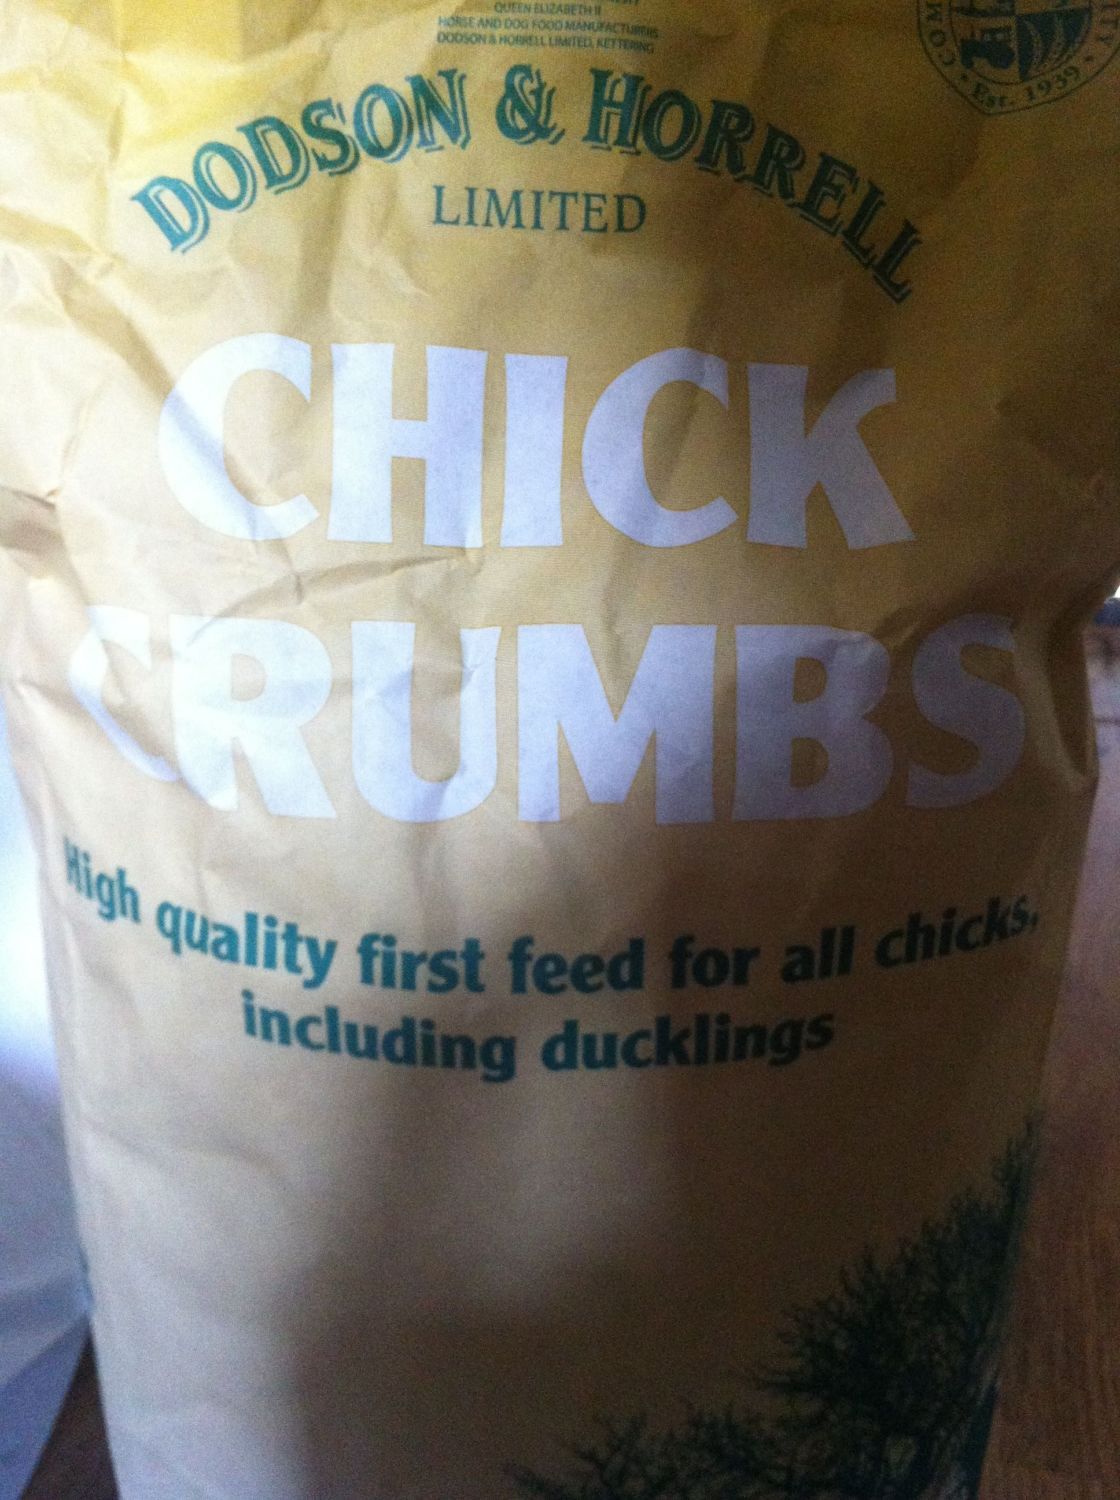 QUEEN ELIZABETH II
HORSE AND DOG FOOD MANUFACTURERS
DODSON & HORRELL LIMITED, KETTERING
Est. 1939
DODSON & HORRELL
LIMITED
CHICK
CRUMBS
High quality first feed for all chicks,
including ducklings